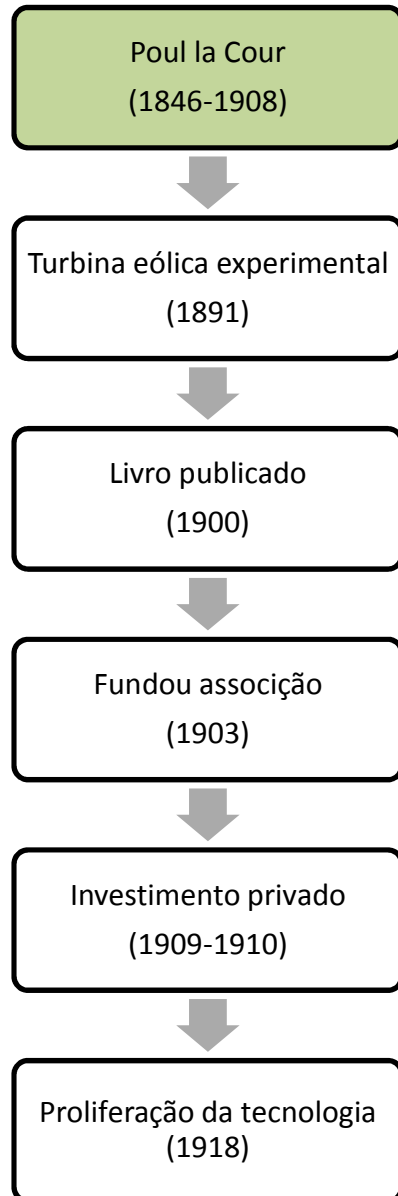 Poul la Cour
(1846-1908)
Turbina eólica experimental
(1891)
Livro publicado
(1900)
Fundou associção
(1903)
Investimento privado
(1909-1910)
Proliferação da tecnologia
(1918)